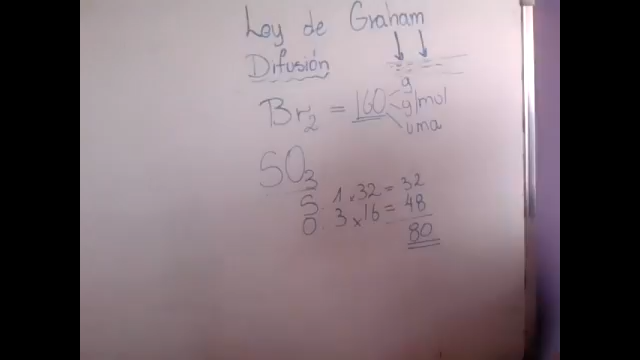 Ley de Graham
Difusión
Br2 = 160
g
g/mol
uma
SO3
S: 1 x 32 = 32
O: 3 x 16 = 48
80